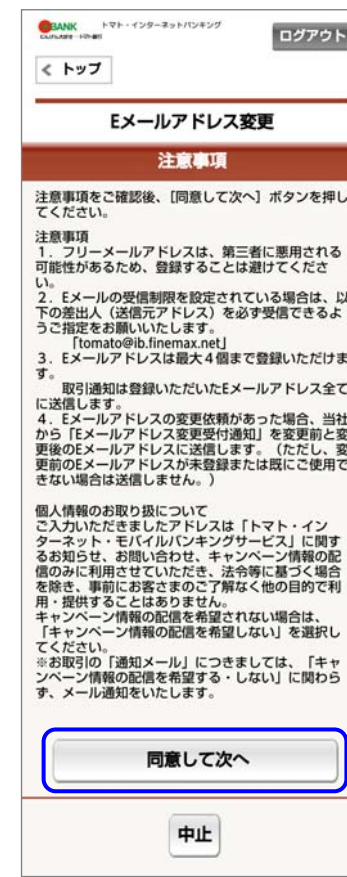 BANK
トマト・インターネットバンキング
ログアウト
トップ
Eメールアドレス変更
注意事項
注意事項をご確認後、[同意して次へ] ボタンを押し
てください。
注意事項
1．フリーメールアドレスは、第三者に悪用される
可能性があるため、登録することは避けてくださ
い。
2．Eメールの受信制限を設定されている場合は、以
下の差出人（送信元アドレス）を必ず受信できるよ
うご指定をお願いいたします。
「tomato@ib.finemax.net」
3．Eメールアドレスは最大４個まで登録いただけま
す。
取引通知は登録いただいたEメールアドレス全て
に送信します。
4．Eメールアドレスの変更依頼があった場合、当社
から「Eメールアドレス変更受付通知」を変更前と変
更後のEメールアドレスに送信します。（ただし、変
更前のEメールアドレスが未登録または既にご使用で
きない場合は送信しません。）
個人情報のお取り扱について
ご入力いただきましたアドレスは「トマト・イン
ターネット・モバイルバンキングサービス」に関す
るお知らせ、お問い合わせ、キャンペーン情報の配
信のみに利用させていただき、法令等に基づく場合
を除き、事前にお客さまのご了解なく他の目的で利
用・提供することはありません。
キャンペーン情報の配信を希望されない場合は、
「キャンペーン情報の配信を希望しない」を選択し
てください。
※お取引の「通知メール」につきましては、「キャ
ンペーン情報の配信を希望する・しない」に関わら
ず、メール通知をいたします。
同意して次へ
中止